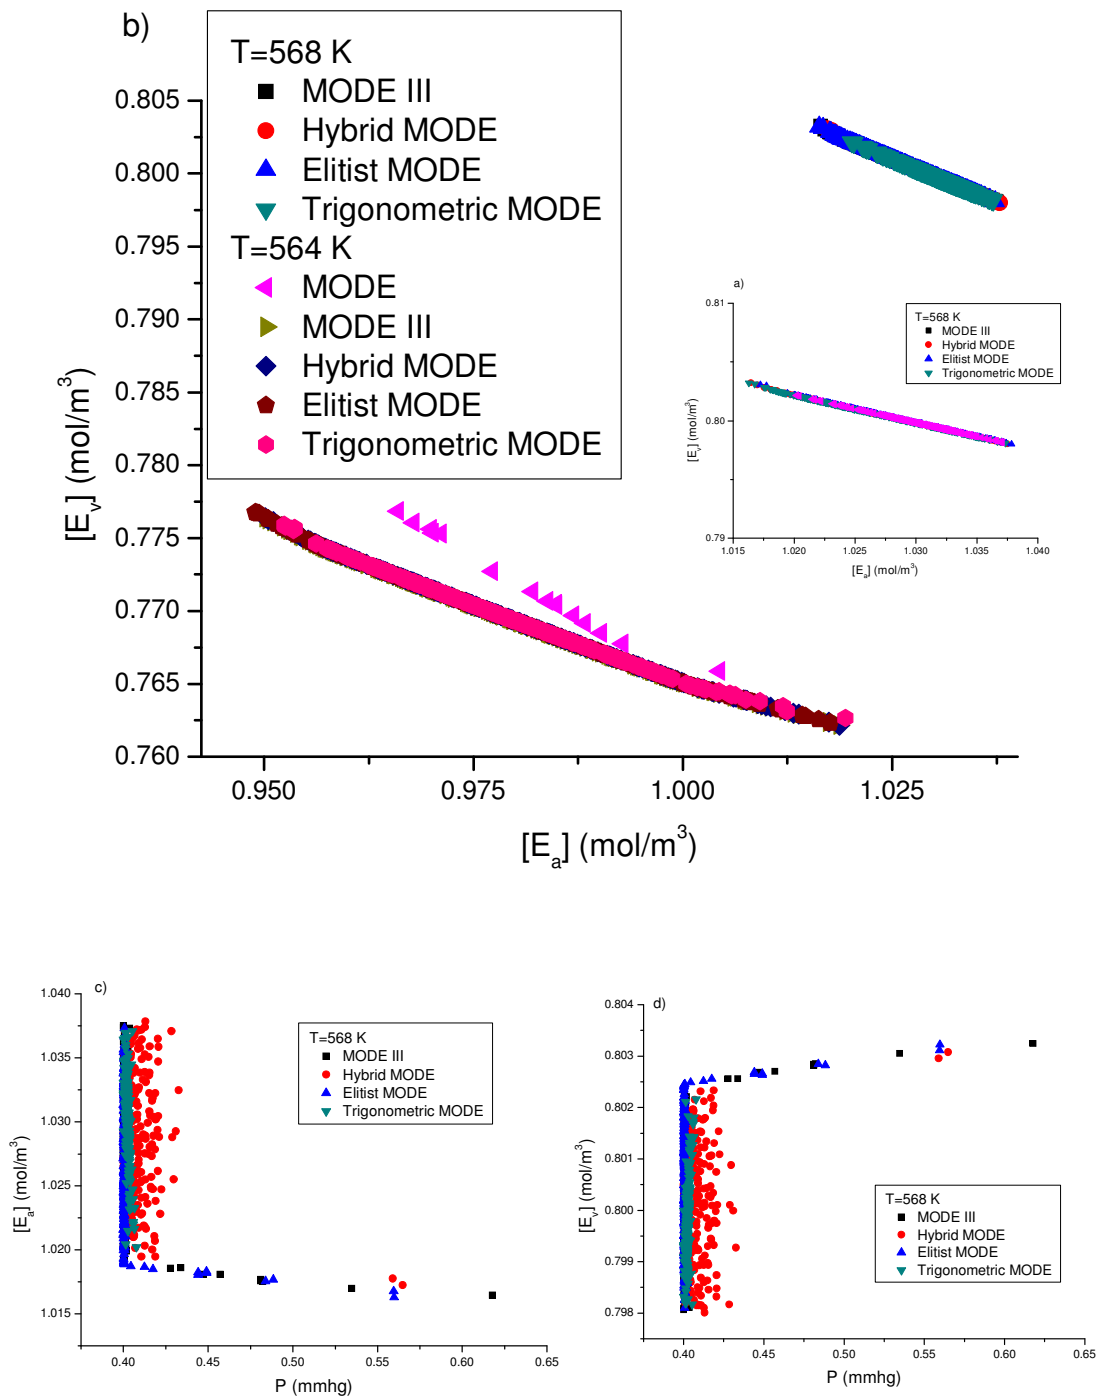 b)
T=568 K
MODE III
Hybrid MODE
Elitist MODE
Trigonometric MODE
T=564 K
MODE
MODE III
Hybrid MODE
Elitist MODE
Trigonometric MODE
0.805
0.800
0.795
0.790
0.785
0.780
0.775
0.770
0.765
0.760
[Ev] (mol/m³)
0.950
0.975
1.000
1.025
[Ea] (mol/m³)
a)
T=568 K
MODE III
Hybrid MODE
Elitist MODE
Trigonometric MODE
0.81
0.80
0.79
[Ev] (mol/m³)
1.015
1.020
1.025
1.030
1.035
1.040
[Ea] (mol/m³)
c)
T=568 K
MODE III
Hybrid MODE
Elitist MODE
Trigonometric MODE
1.040
1.035
1.030
1.025
1.020
1.015
[Ea] (mol/m³)
0.40
0.45
0.50
0.55
0.60
0.65
P (mmhg)
d)
T=568 K
MODE III
Hybrid MODE
Elitist MODE
Trigonometric MODE
0.804
0.803
0.802
0.801
0.800
0.799
0.798
[Ev] (mol/m³)
0.40
0.45
0.50
0.55
0.60
0.65
P (mmhg)